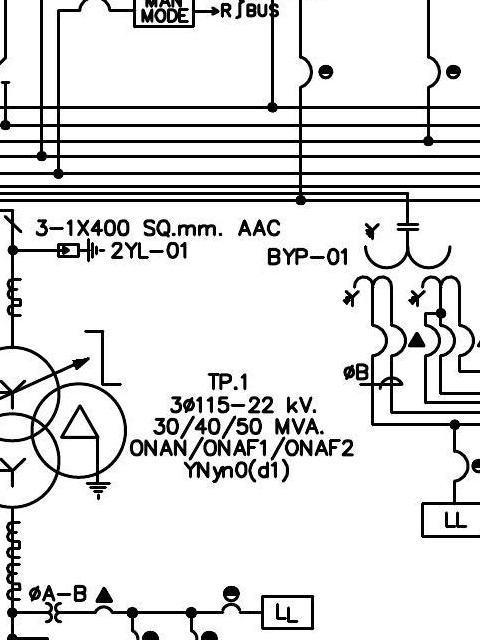 MAN
MODE
R∫BUS
3-1X400 SQ.mm. AAC
2YL-01
BYP-01
øB
TP.1
3ø115-22 kV.
30/40/50 MVA.
ONAN/ONAF1/ONAF2
YNyn0(d1)
LL
øA-B
LL